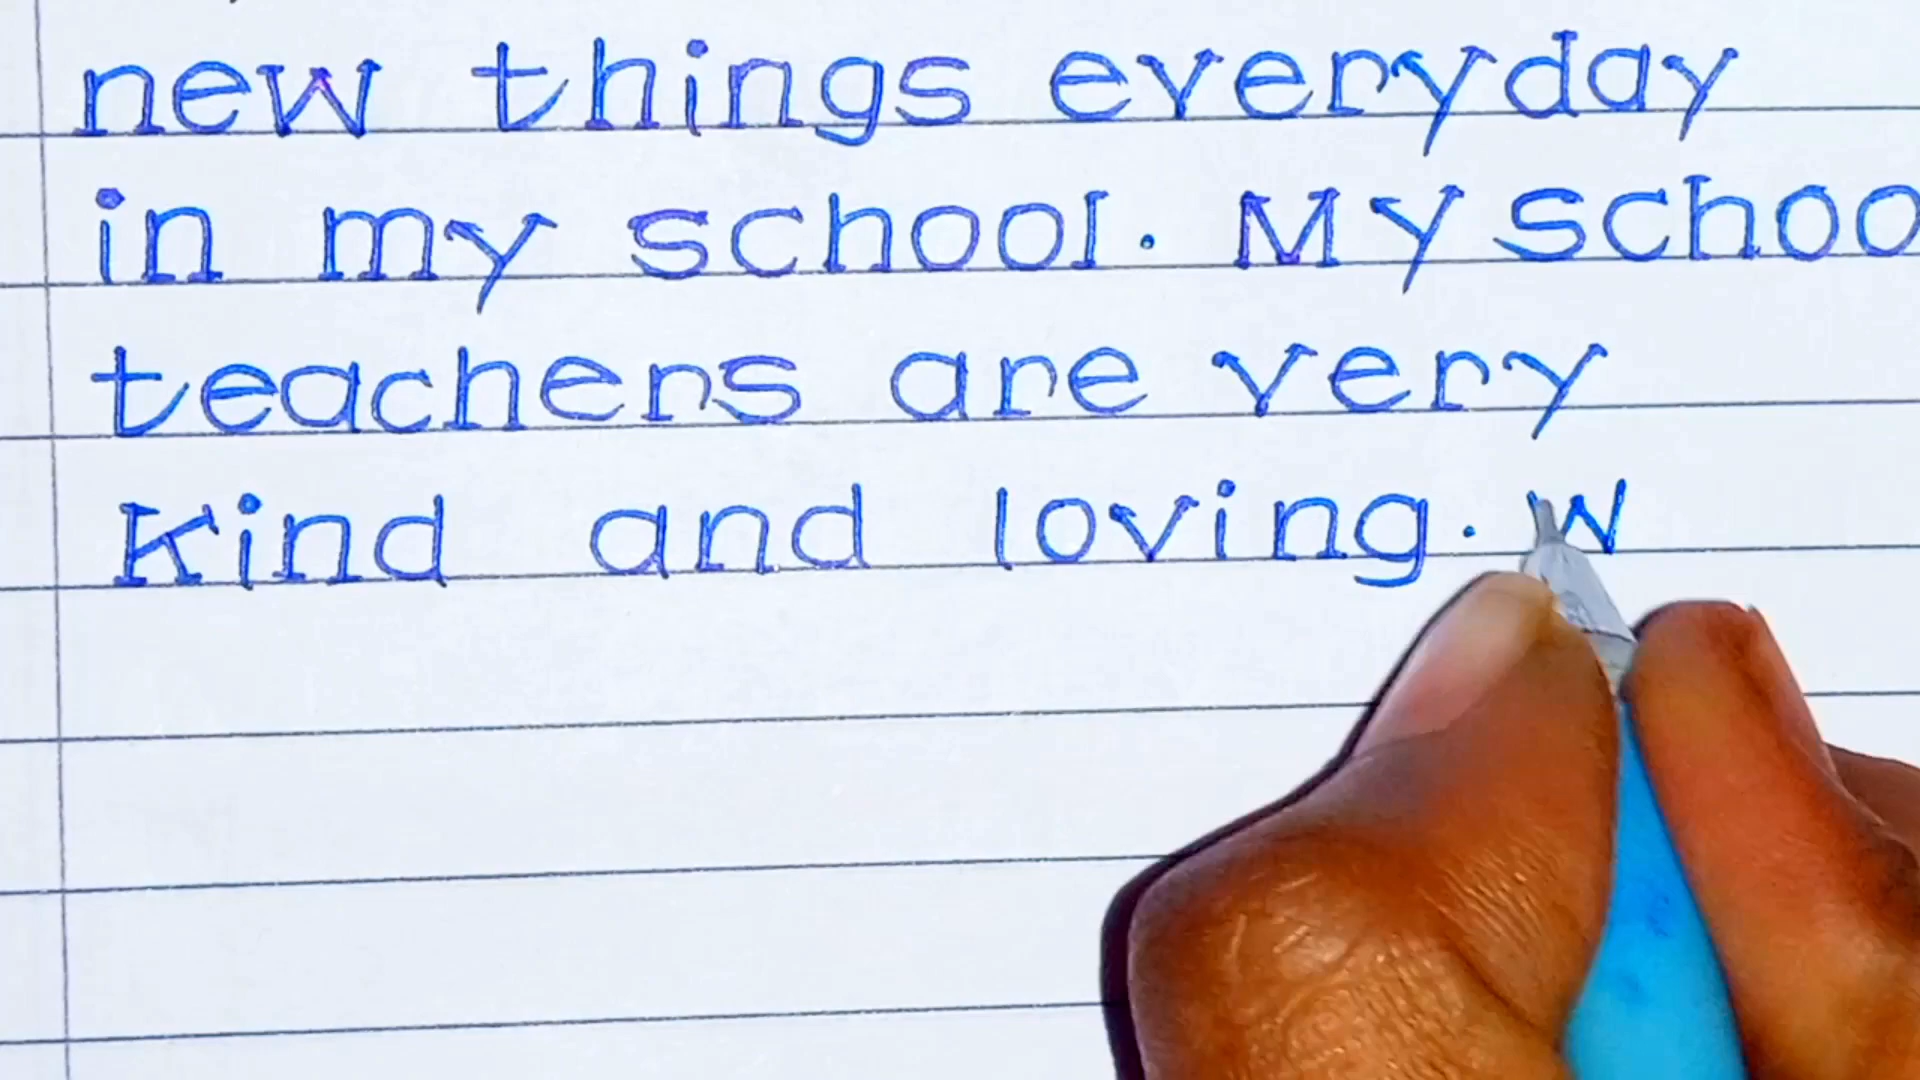 new things everyday
in my school. My schoo
teachers are very
Kind and loving. W